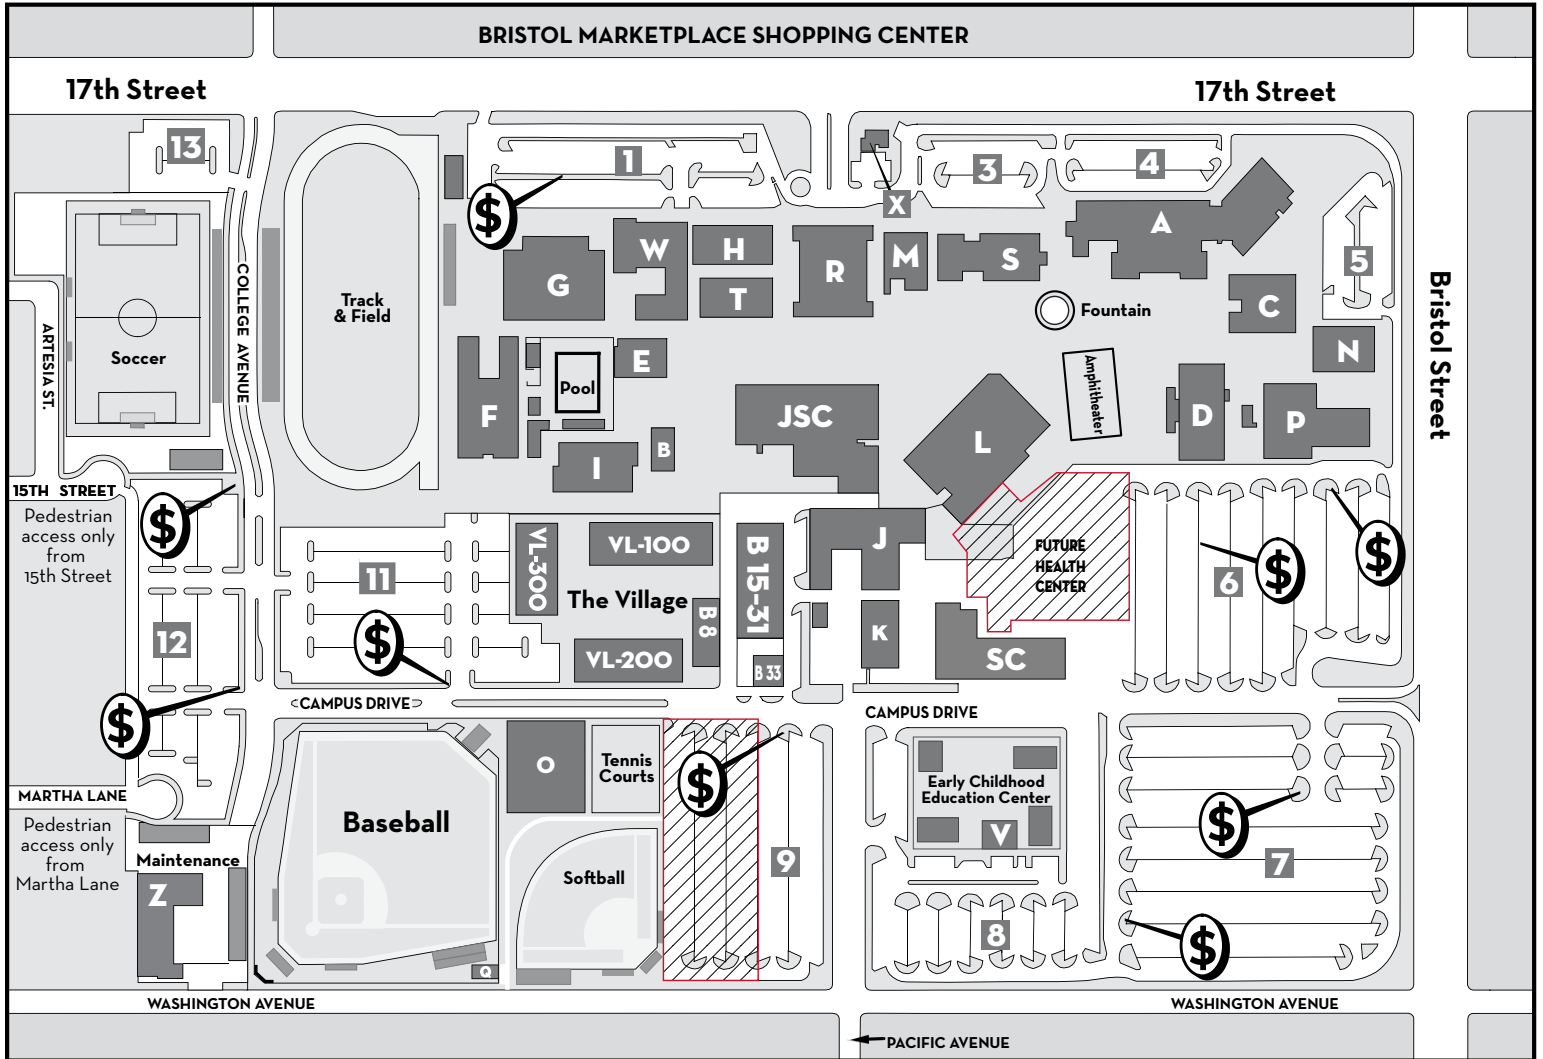 BRISTOL MARKETPLACE SHOPPING CENTER
17th Street
17th Street
13
1
3
4
X
$
A
W
H
R
M
S
5
G
T
C
COLLEGE AVENUE
Track
& Field
Fountain
Bristol Street
ARTESIA ST.
Soccer
E
N
Pool
Amphitheater
F
JSC
D
P
B
L
I
15TH STREET
Pedestrian
access only
from
15th Street
$
VL-300
VL-100
B 15-31
J
FUTURE
HEALTH
CENTER
$
$
6
11
The Village
B 8
12
$
K
VL-200
B 33
SC
$
CAMPUS DRIVE
CAMPUS DRIVE
O
Tennis
Courts
$
Early Childhood
Education Center
MARTHA LANE
Pedestrian
access only
from
Martha Lane
Baseball
V
$
Maintenance
Z
Softball
9
7
8
$
Q
WASHINGTON AVENUE
WASHINGTON AVENUE
PACIFIC AVENUE